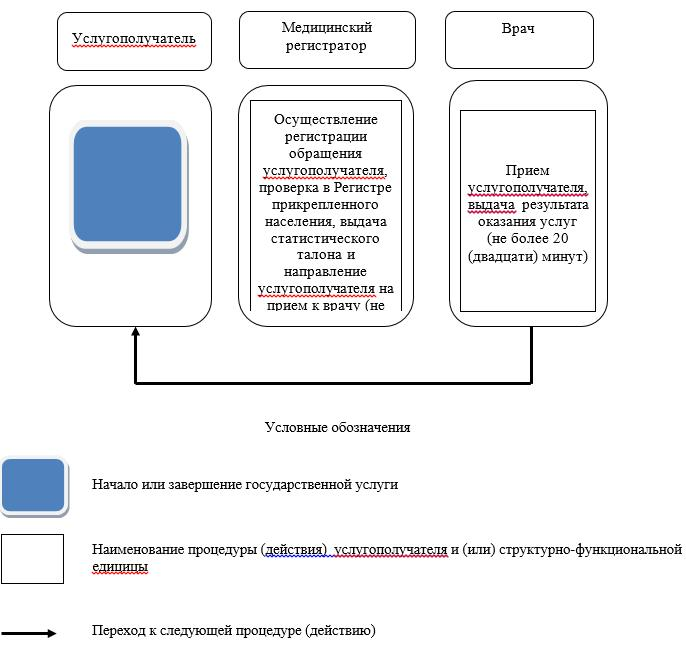 Услугополучатель
Медицинский
регистратор
Врач
Осуществление
регистрации
обращения
услугополучателя,
проверка в Регистре
прикрепленного
населения, выдача
статистического
талона и
направление
услугополучателя на
прием к врачу (не
Прием
услугополучателя,
выдача результата
оказания услуг
(не более 20
(двадцати) минут)
Условные обозначения
Начало или завершение государственной услуги
Наименование процедуры (действия) услугополучателя и (или) структурно-функциональной
едицицы
Переход к следующей процедуре (действию)